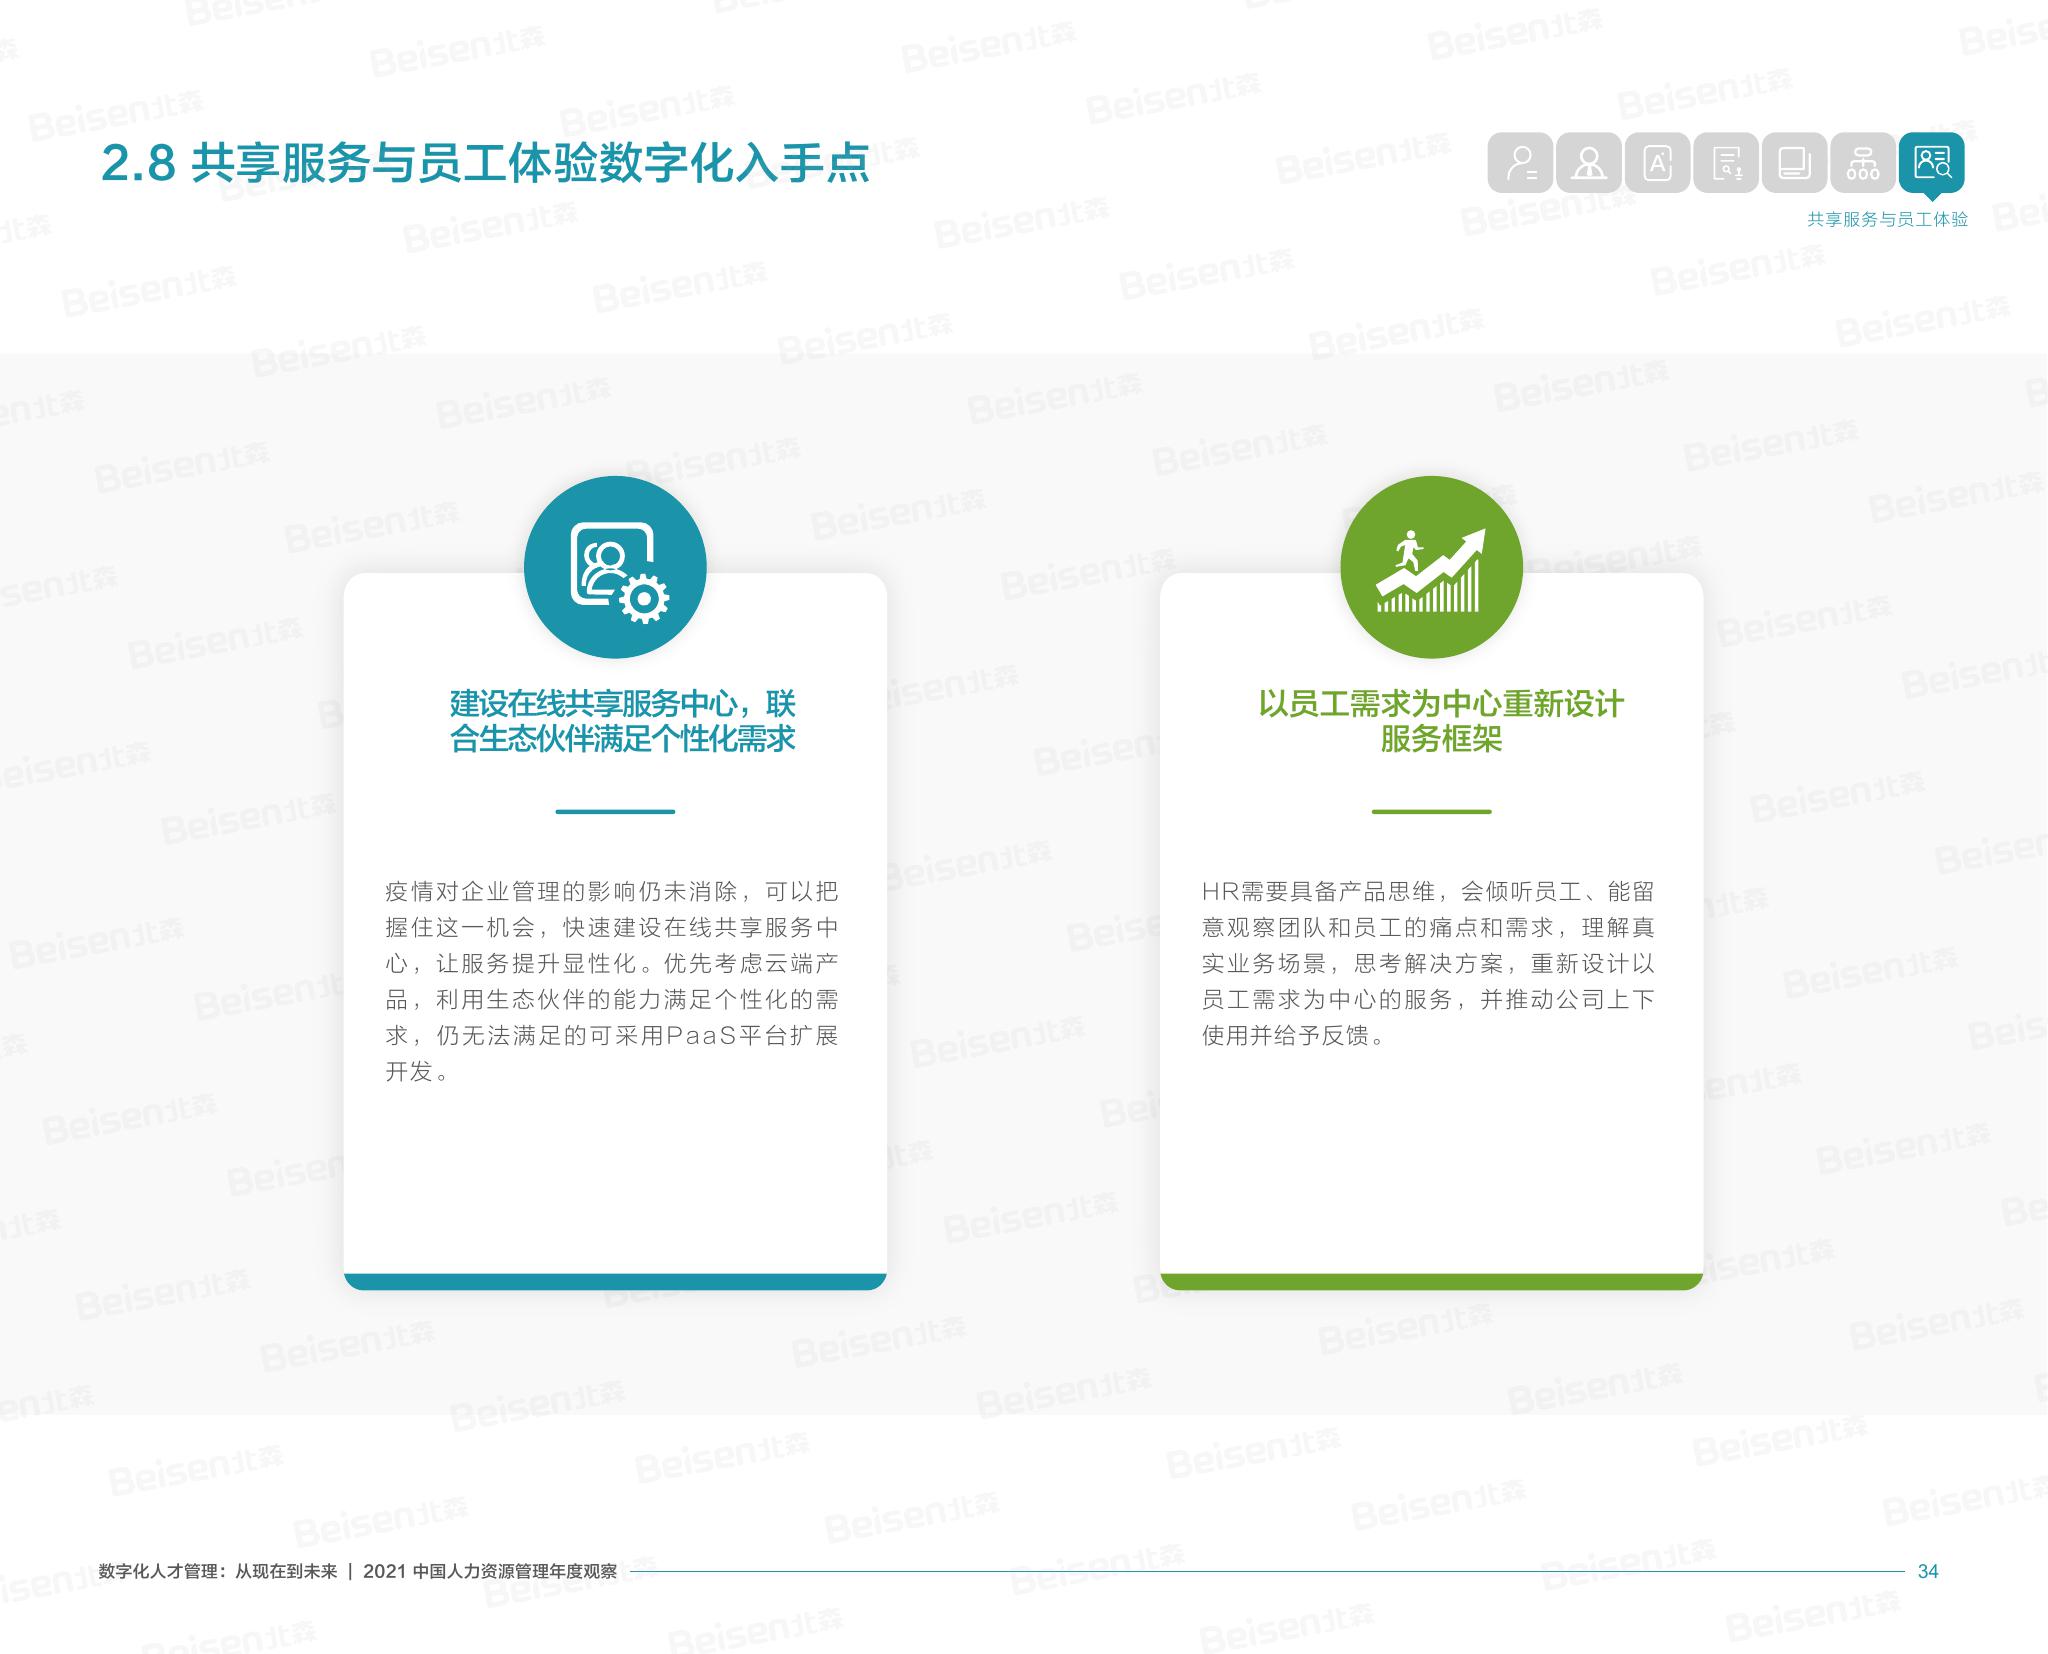 2.8 共享服务与员工体验数字化入手点
共享服务与员工体验
建设在线共享服务中心，联
合生态伙伴满足个性化需求
疫情对企业管理的影响仍未消除，可以把
握住这一机会，快速建设在线共享服务中
心，让服务提升显性化。优先考虑云端产
品，利用生态伙伴的能力满足个性化的需
求，仍无法满足的可采用PaaS平台扩展
开发。
以员工需求为中心重新设计
服务框架
HR需要具备产品思维，会倾听员工、能留
意观察团队和员工的痛点和需求，理解真
实业务场景，思考解决方案，重新设计以
员工需求为中心的服务，并推动公司上下
使用并给予反馈。
数字化人才管理：从现在到未来 | 2021 中国人力资源管理年度观察
34
Beisen北森